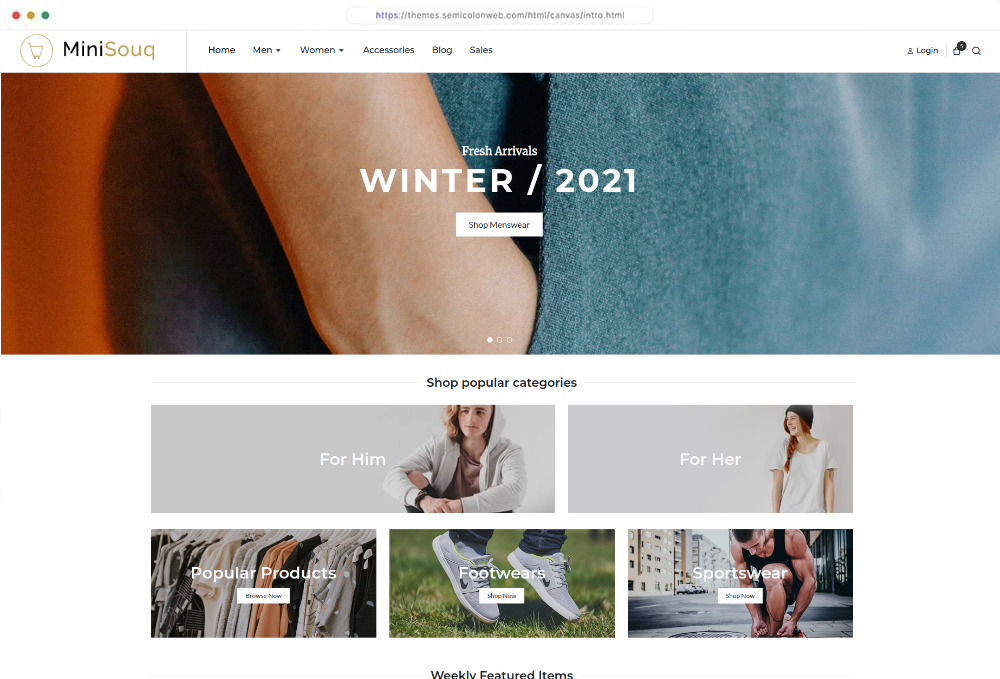 https://themes.semicolonweb.com/html/canvas/intro.html
MiniSouq
Home Men Women Accessories Blog Sales
Login 5
Fresh Arrivals
WINTER / 2021
Shop Menswear
Shop popular categories
For Him
For Her
Popular Products
Browse Now
Footwears
Shop Now
Sportswear
Shop Now
Weekly Featured Items